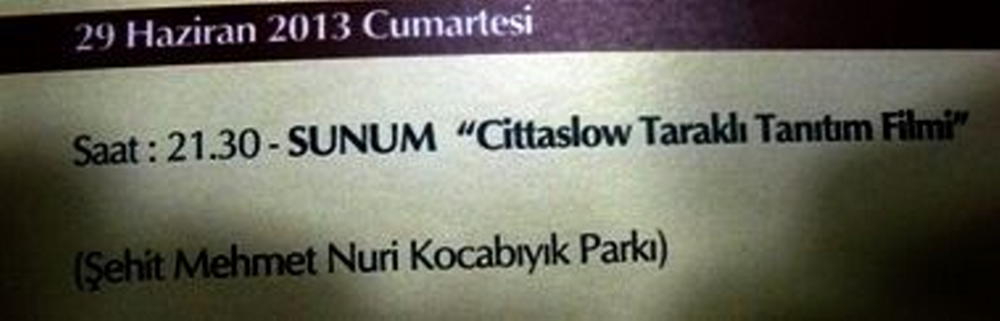 29 Haziran 2013 Cumartesi
Saat : 21.30 - SUNUM “Cittaslow Taraklı Tanıtım Filmi”
(Şehit Mehmet Nuri Kocabıyık Parkı)